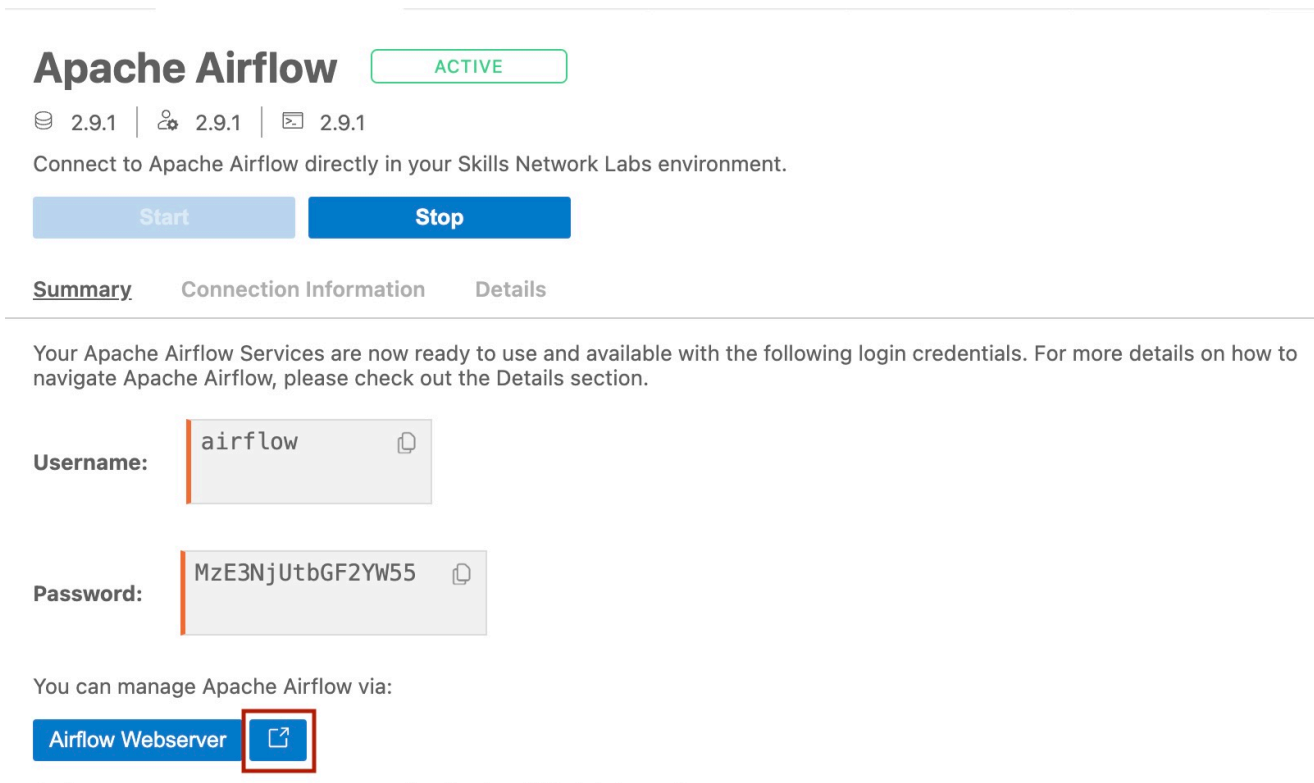 Apache Airflow ACTIVE
2.9.1 2.9.1 2.9.1
Connect to Apache Airflow directly in your Skills Network Labs environment.
Start Stop
Summary Connection Information Details
Your Apache Airflow Services are now ready to use and available with the following login credentials. For more details on how to
navigate Apache Airflow, please check out the Details section.
Username: airflow
Password: MzE3NjUtbGF2YW55
You can manage Apache Airflow via:
Airflow Webserver